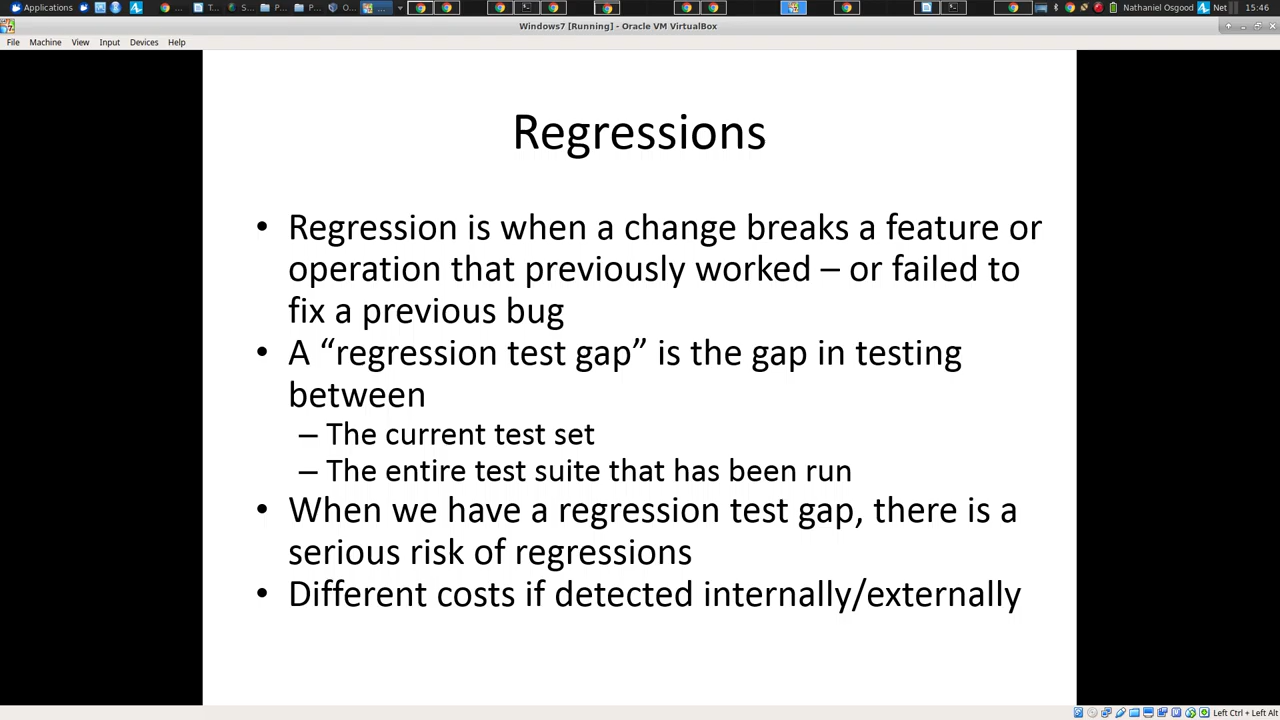 Applications
T...
S...
P...
P...
O...
...
Nathaniel Osgood
Net
15:46
Windows7 [Running] - Oracle VM VirtualBox
File Machine View Input Devices Help
Regressions
• Regression is when a change breaks a feature or
operation that previously worked – or failed to
fix a previous bug
• A “regression test gap” is the gap in testing
between
– The current test set
– The entire test suite that has been run
• When we have a regression test gap, there is a
serious risk of regressions
• Different costs if detected internally/externally
Left Ctrl + Left Alt